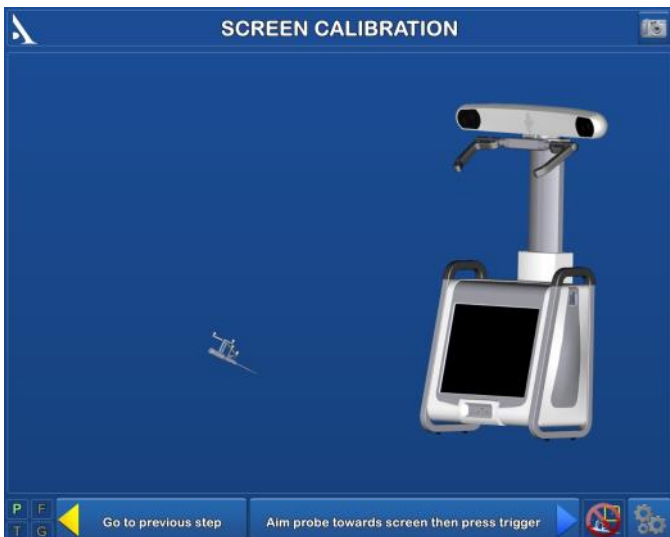 SCREEN CALIBRATION
P F
T G
Go to previous step
Aim probe towards screen then press trigger